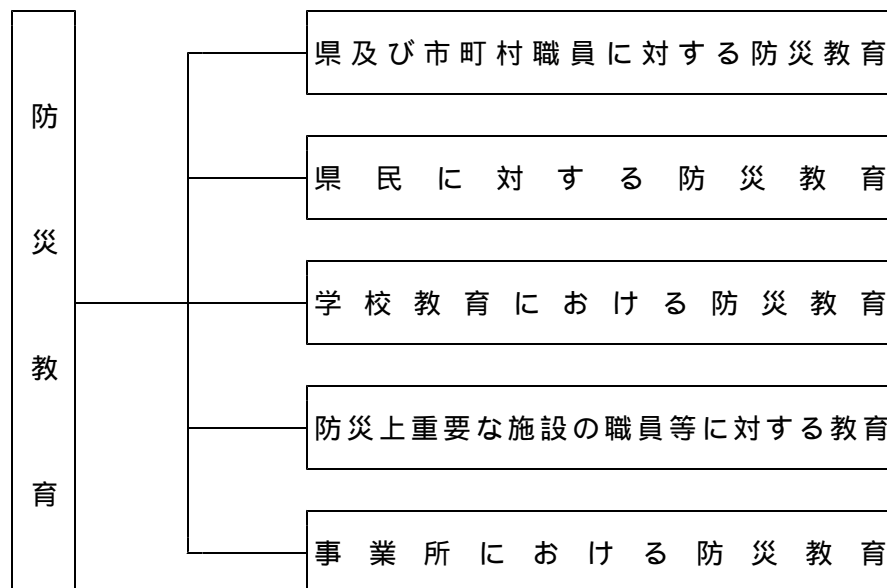 防災教育
県及び市町村職員に対する防災教育
県民に対する防災教育
学校教育における防災教育
防災上重要な施設の職員等に対する教育
事業所における防災教育